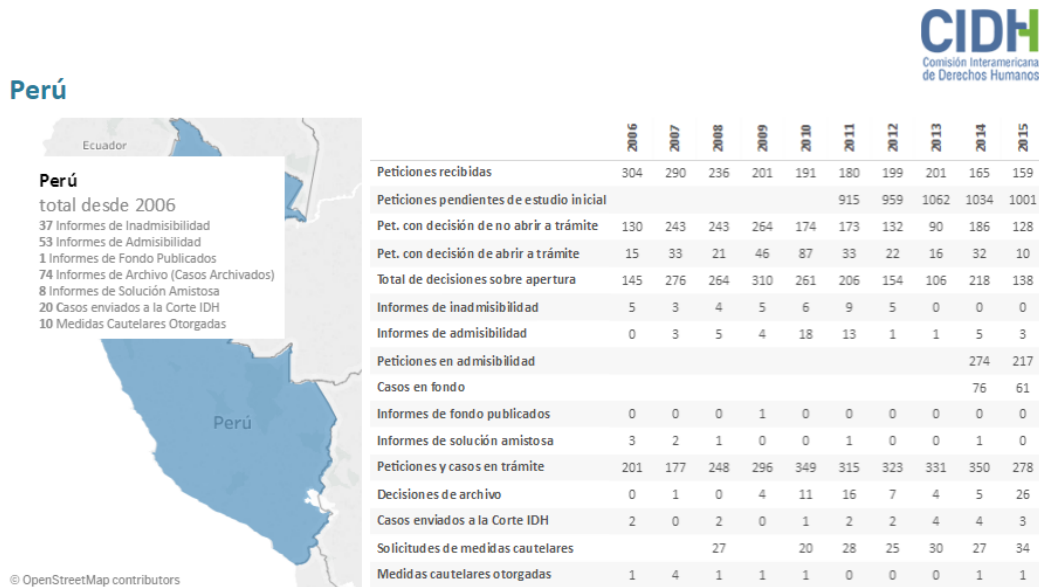 CIDH
Comisión Interamericana
de Derechos Humanos
Perú
Ecuador
Perú
total desde 2006
37 Informes de Inadmisibilidad
53 Informes de Admisibilidad
1 Informes de Fondo Publicados
74 Informes de Archivo (Casos Archivados)
8 Informes de Solución Amistosa
20 Casos enviados a la Corte IDH
10 Medidas Cautelares Otorgadas
Perú
© OpenStreetMap contributors
2006 2007 2008 2009 2010 2011 2012 2013 2014 2015
Peticiones recibidas 304 290 236 201 191 180 199 201 165 159
Peticiones pendientes de estudio inicial 915 959 1062 1034 1001
Pet. con decisión de no abrir a trámite 130 243 243 264 174 173 132 90 186 128
Pet. con decisión de abrir a trámite 15 33 21 46 87 33 22 16 32 10
Total de decisiones sobre apertura 145 276 264 310 261 206 154 106 218 138
Informes de inadmisibilidad 5 3 4 5 6 9 5 0 0 0
Informes de admisibilidad 0 3 5 4 18 13 1 1 5 3
Peticiones en admisibilidad 274 217
Casos en fondo 76 61
Informes de fondo publicados 0 0 0 1 0 0 0 0 0 0
Informes de solución amistosa 3 2 1 0 0 1 0 0 1 0
Peticiones y casos en trámite 201 177 248 296 349 315 323 331 350 278
Decisiones de archivo 0 1 0 4 11 16 7 4 5 26
Casos enviados a la Corte IDH 2 0 2 0 1 2 2 4 4 3
Solicitudes de medidas cautelares 27 20 28 25 30 27 34
Medidas cautelares otorgadas 1 4 1 1 1 0 0 0 1 1